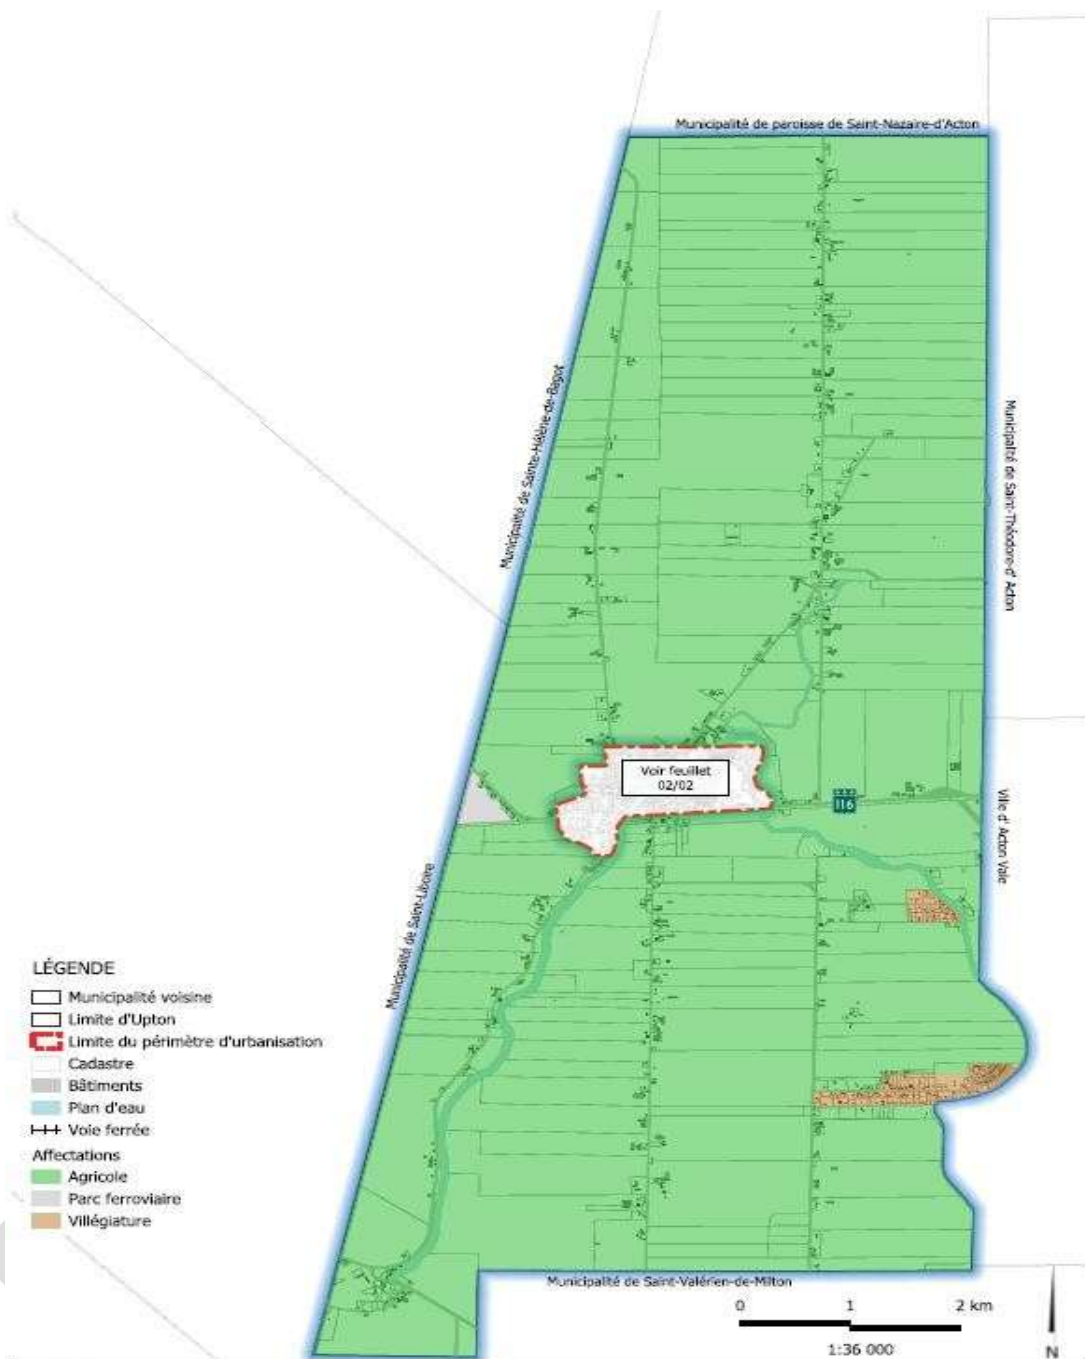 Municipalité de paroisse de Saint-Nazaire-d'Acton
Municipalité de Sainte-Hélène-de-Bagot
Municipalité de Saint-Théodore-d' Acton
Voir feuillet
02/02
116
Ville d' Acton Vale
Municipalité de Saint-Liboire
LÉGENDE
Municipalité voisine
Limite d'Upton
Limite du périmètre d'urbanisation
Cadastre
Bâtiments
Plan d'eau
Voie ferrée
Affectations
Agricole
Parc ferroviaire
Villégiature
Municipalité de Saint-Valérien-de-Milton
0 1 2 km
1:36 000
N